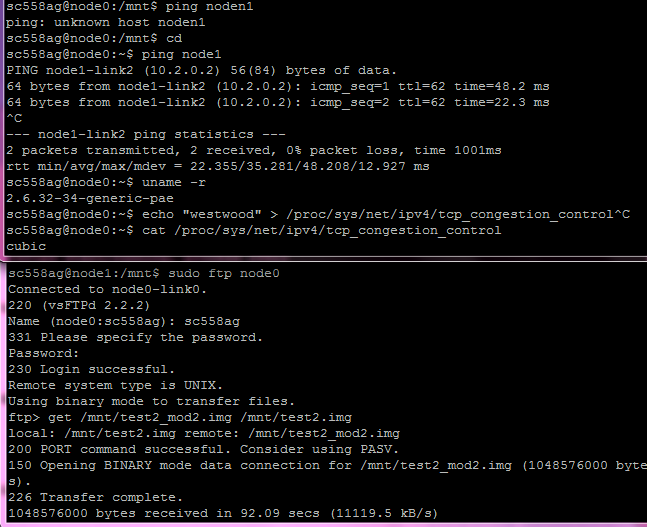 sc558ag@node0:/mnt$ ping noden1
ping: unknown host noden1
sc558ag@node0:/mnt$ cd
sc558ag@node0:~$ ping node1
PING node1-link2 (10.2.0.2) 56(84) bytes of data.
64 bytes from node1-link2 (10.2.0.2): icmp_seq=1 ttl=62 time=48.2 ms
64 bytes from node1-link2 (10.2.0.2): icmp_seq=2 ttl=62 time=22.3 ms
^C
--- node1-link2 ping statistics ---
2 packets transmitted, 2 received, 0% packet loss, time 1001ms
rtt min/avg/max/mdev = 22.355/35.281/48.208/12.927 ms
sc558ag@node0:~$ uname -r
2.6.32-34-generic-pae
sc558ag@node0:~$ echo "westwood" > /proc/sys/net/ipv4/tcp_congestion_control^C
sc558ag@node0:~$ cat /proc/sys/net/ipv4/tcp_congestion_control
cubic
sc558ag@node1:/mnt$ sudo ftp node0
Connected to node0-link0.
220 (vsFTPd 2.2.2)
Name (node0:sc558ag): sc558ag
331 Please specify the password.
Password:
230 Login successful.
Remote system type is UNIX.
Using binary mode to transfer files.
ftp> get /mnt/test2_mod2.img /mnt/test2.img
local: /mnt/test2.img remote: /mnt/test2_mod2.img
200 PORT command successful. Consider using PASV.
150 Opening BINARY mode data connection for /mnt/test2_mod2.img (1048576000 byte
s).
226 Transfer complete.
1048576000 bytes received in 92.09 secs (11119.5 kB/s)